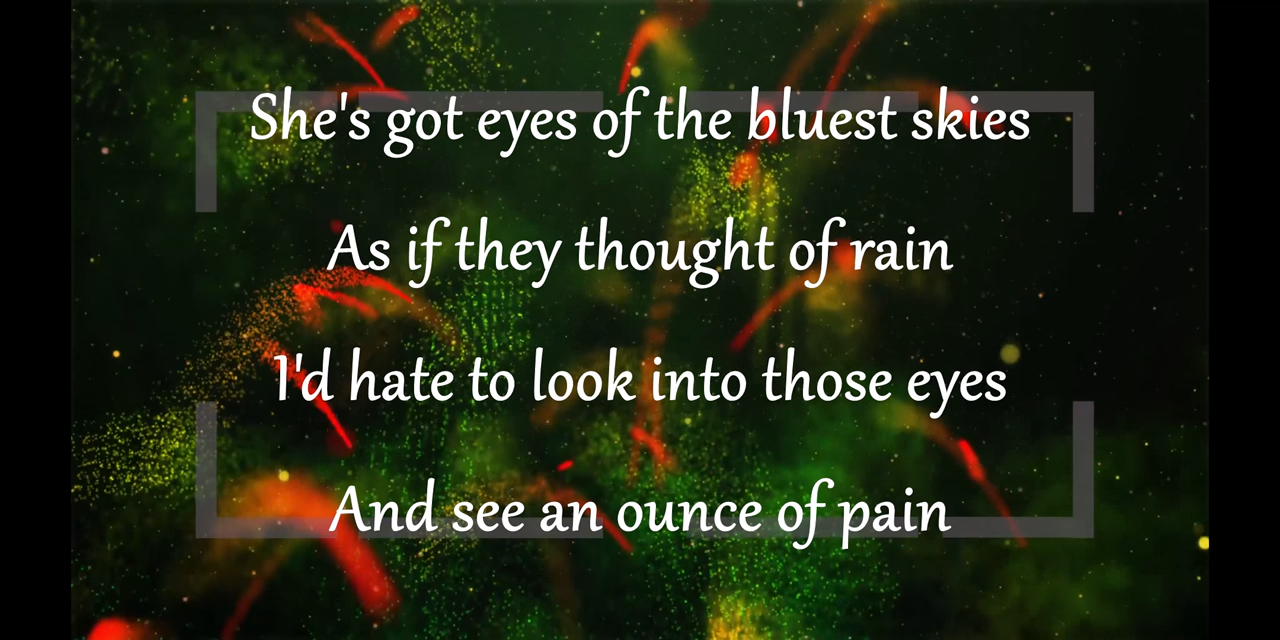 She's got eyes of the bluest skies
As if they thought of rain
I'd hate to look into those eyes
And see an ounce of pain